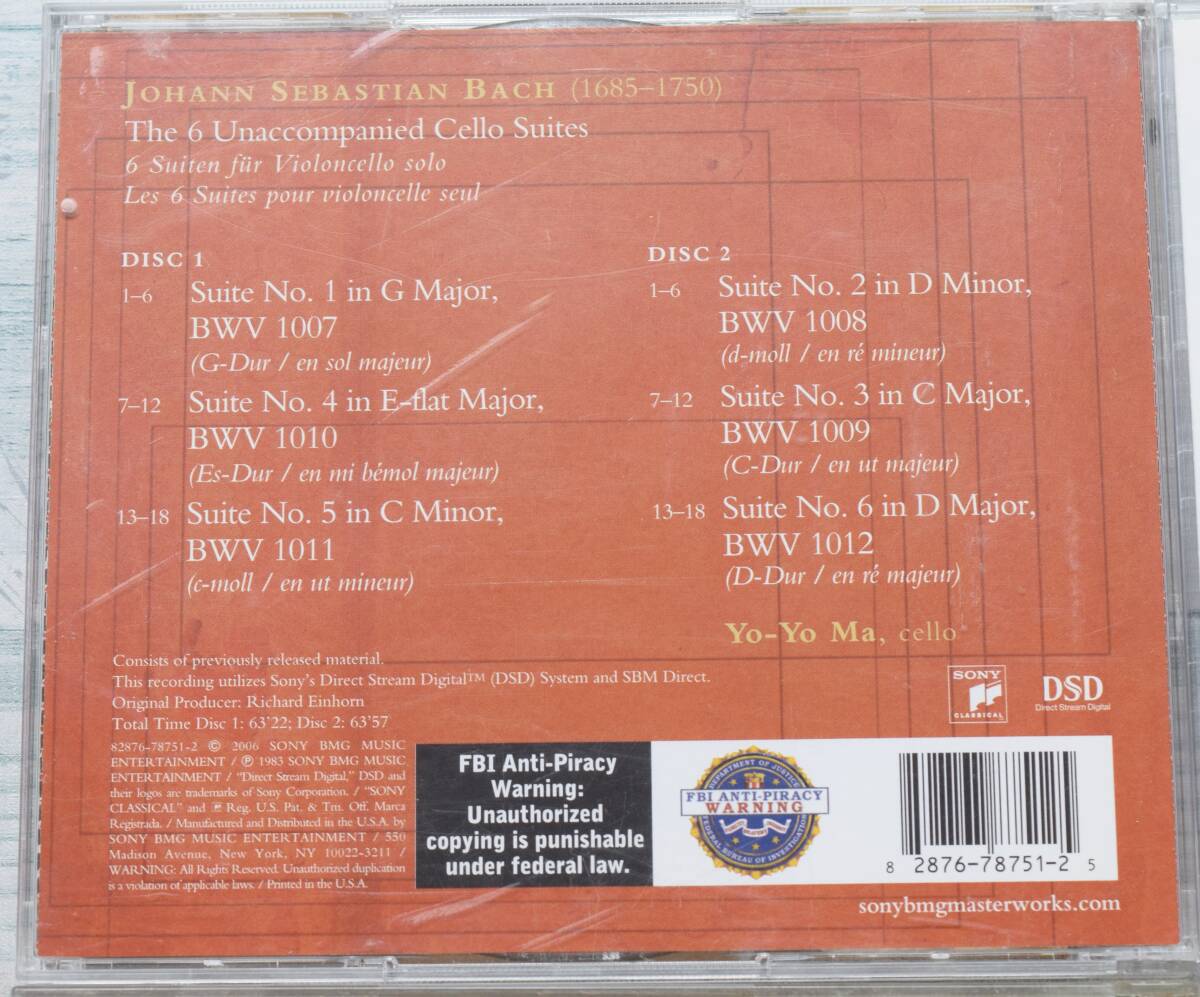 JOHANN SEBASTIAN BACH (1685–1750)
The 6 Unaccompanied Cello Suites
6 Suiten für Violoncello solo
Les 6 Suites pour violoncelle seul
DISC 1
1–6 Suite No. 1 in G Major,
BWV 1007
(G-Dur / en sol majeur)
7–12 Suite No. 4 in E-flat Major,
BWV 1010
(Es-Dur / en mi bémol majeur)
13–18 Suite No. 5 in C Minor,
BWV 1011
(c-moll / en ut mineur)
DISC 2
1–6 Suite No. 2 in D Minor,
BWV 1008
(d-moll / en ré mineur)
7–12 Suite No. 3 in C Major,
BWV 1009
(C-Dur / en ut majeur)
13–18 Suite No. 6 in D Major,
BWV 1012
(D-Dur / en ré majeur)
Yo-Yo Ma, cello
Consists of previously released material.
This recording utilizes Sony's Direct Stream Digital™ (DSD) System and SBM Direct.
Original Producer: Richard Einhorn
Total Time Disc 1: 63'22; Disc 2: 63'57
SONY
CLASSICAL
DSD
Direct Stream Digital
82876-78751-2 © 2006 SONY BMG MUSIC
ENTERTAINMENT / ℗ 1983 SONY BMG MUSIC
ENTERTAINMENT / "Direct Stream Digital," DSD and
their logos are trademarks of Sony Corporation. / "SONY
CLASSICAL" and Reg. U.S. Pat. & Tm. Off. Marca
Registrada. / Manufactured and Distributed in the U.S.A. by
SONY BMG MUSIC ENTERTAINMENT / 550
Madison Avenue, New York, NY 10022-3211 /
WARNING: All Rights Reserved. Unauthorized duplication
is a violation of applicable laws. / Printed in the U.S.A.
FBI Anti-Piracy
Warning:
Unauthorized
copying is punishable
under federal law.
DEPARTMENT OF JUSTICE
FBI ANTI-PIRACY
WARNING
FEDERAL BUREAU OF INVESTIGATION
8 28767-87512 5
sonybmgmasterworks.com